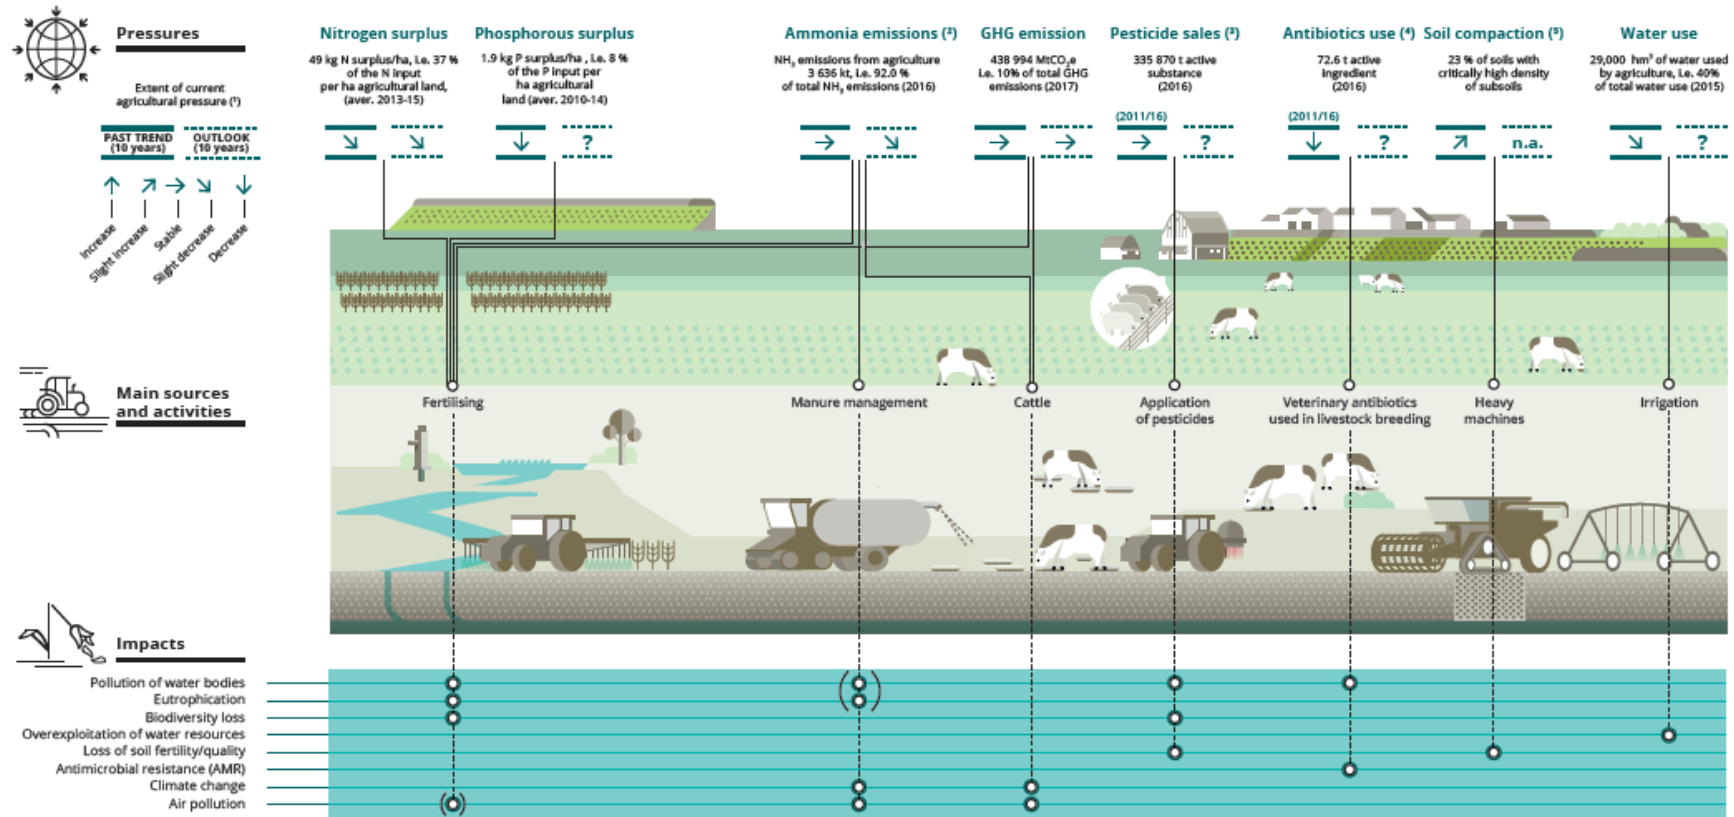 Pressures
Extent of current
agricultural pressure (¹)
PAST TREND
(10 years)
OUTLOOK
(10 years)
Increase
Slight increase
Stable
Slight decrease
Decrease
Nitrogen surplus
49 kg N surplus/ha, i.e. 37 %
of the N input
per ha agricultural land,
(aver. 2013-15)
Phosphorous surplus
1.9 kg P surplus/ha , i.e. 8 %
of the P input per
ha agricultural
land (aver. 2010-14)
?
Ammonia emissions (²)
NH₃ emissions from agriculture
3 636 kt, i.e. 92.0 %
of total NH₃ emissions (2016)
GHG emission
438 994 MtCO₂e
i.e. 10% of total GHG
emissions (2017)
Pesticide sales (³)
335 870 t active
substance
(2016)
(2011/16)
?
Antibiotics use (⁴)
72.6 t active
ingredient
(2016)
(2011/16)
?
Soil compaction (⁵)
23 % of soils with
critically high density
of subsoils
n.a.
Water use
29,000 hm³ of water used
by agriculture, i.e. 40%
of total water use (2015)
?
Main sources
and activities
Fertilising
Manure management
Cattle
Application
of pesticides
Veterinary antibiotics
used in livestock breeding
Heavy
machines
Irrigation
Impacts
Pollution of water bodies
Eutrophication
Biodiversity loss
Overexploitation of water resources
Loss of soil fertility/quality
Antimicrobial resistance (AMR)
Climate change
Air pollution